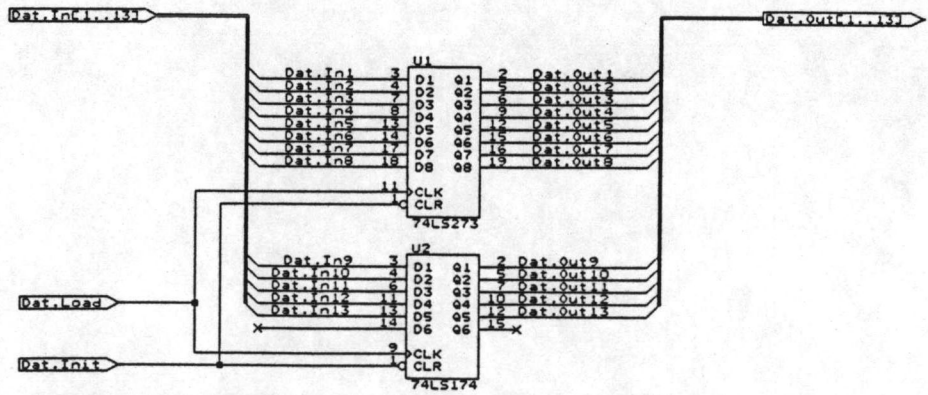 Dat.In[1..13]
Dat.Out[1..13]
U1
Dat.In1 3 D1 Q1 2 Dat.Out1
Dat.In2 4 D2 Q2 5 Dat.Out2
Dat.In3 7 D3 Q3 6 Dat.Out3
Dat.In4 8 D4 Q4 9 Dat.Out4
Dat.In5 13 D5 Q5 12 Dat.Out5
Dat.In6 14 D6 Q6 15 Dat.Out6
Dat.In7 17 D7 Q7 16 Dat.Out7
Dat.In8 18 D8 Q8 19 Dat.Out8
11 CLK
1 CLR
74LS273
U2
Dat.In9 3 D1 Q1 2 Dat.Out9
Dat.In10 4 D2 Q2 5 Dat.Out10
Dat.In11 6 D3 Q3 7 Dat.Out11
Dat.In12 11 D4 Q4 10 Dat.Out12
Dat.In13 13 D5 Q5 12 Dat.Out13
14 D6 Q6 15
Dat.Load
9 CLK
Dat.Init
1 CLR
74LS174